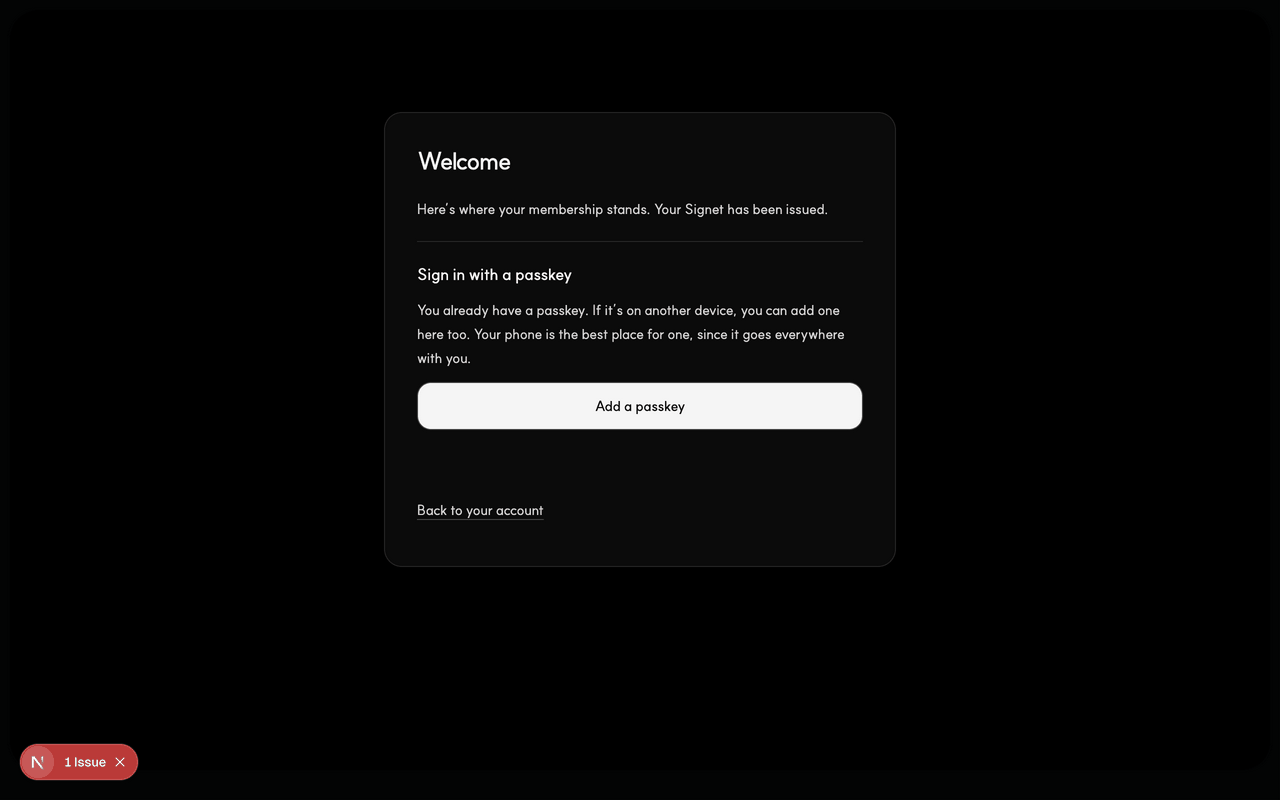 Welcome
Here's where your membership stands. Your Signet has been issued.
Sign in with a passkey
You already have a passkey. If it's on another device, you can add one
here too. Your phone is the best place for one, since it goes everywhere
with you.
Add a passkey
Back to your account
N 1 Issue